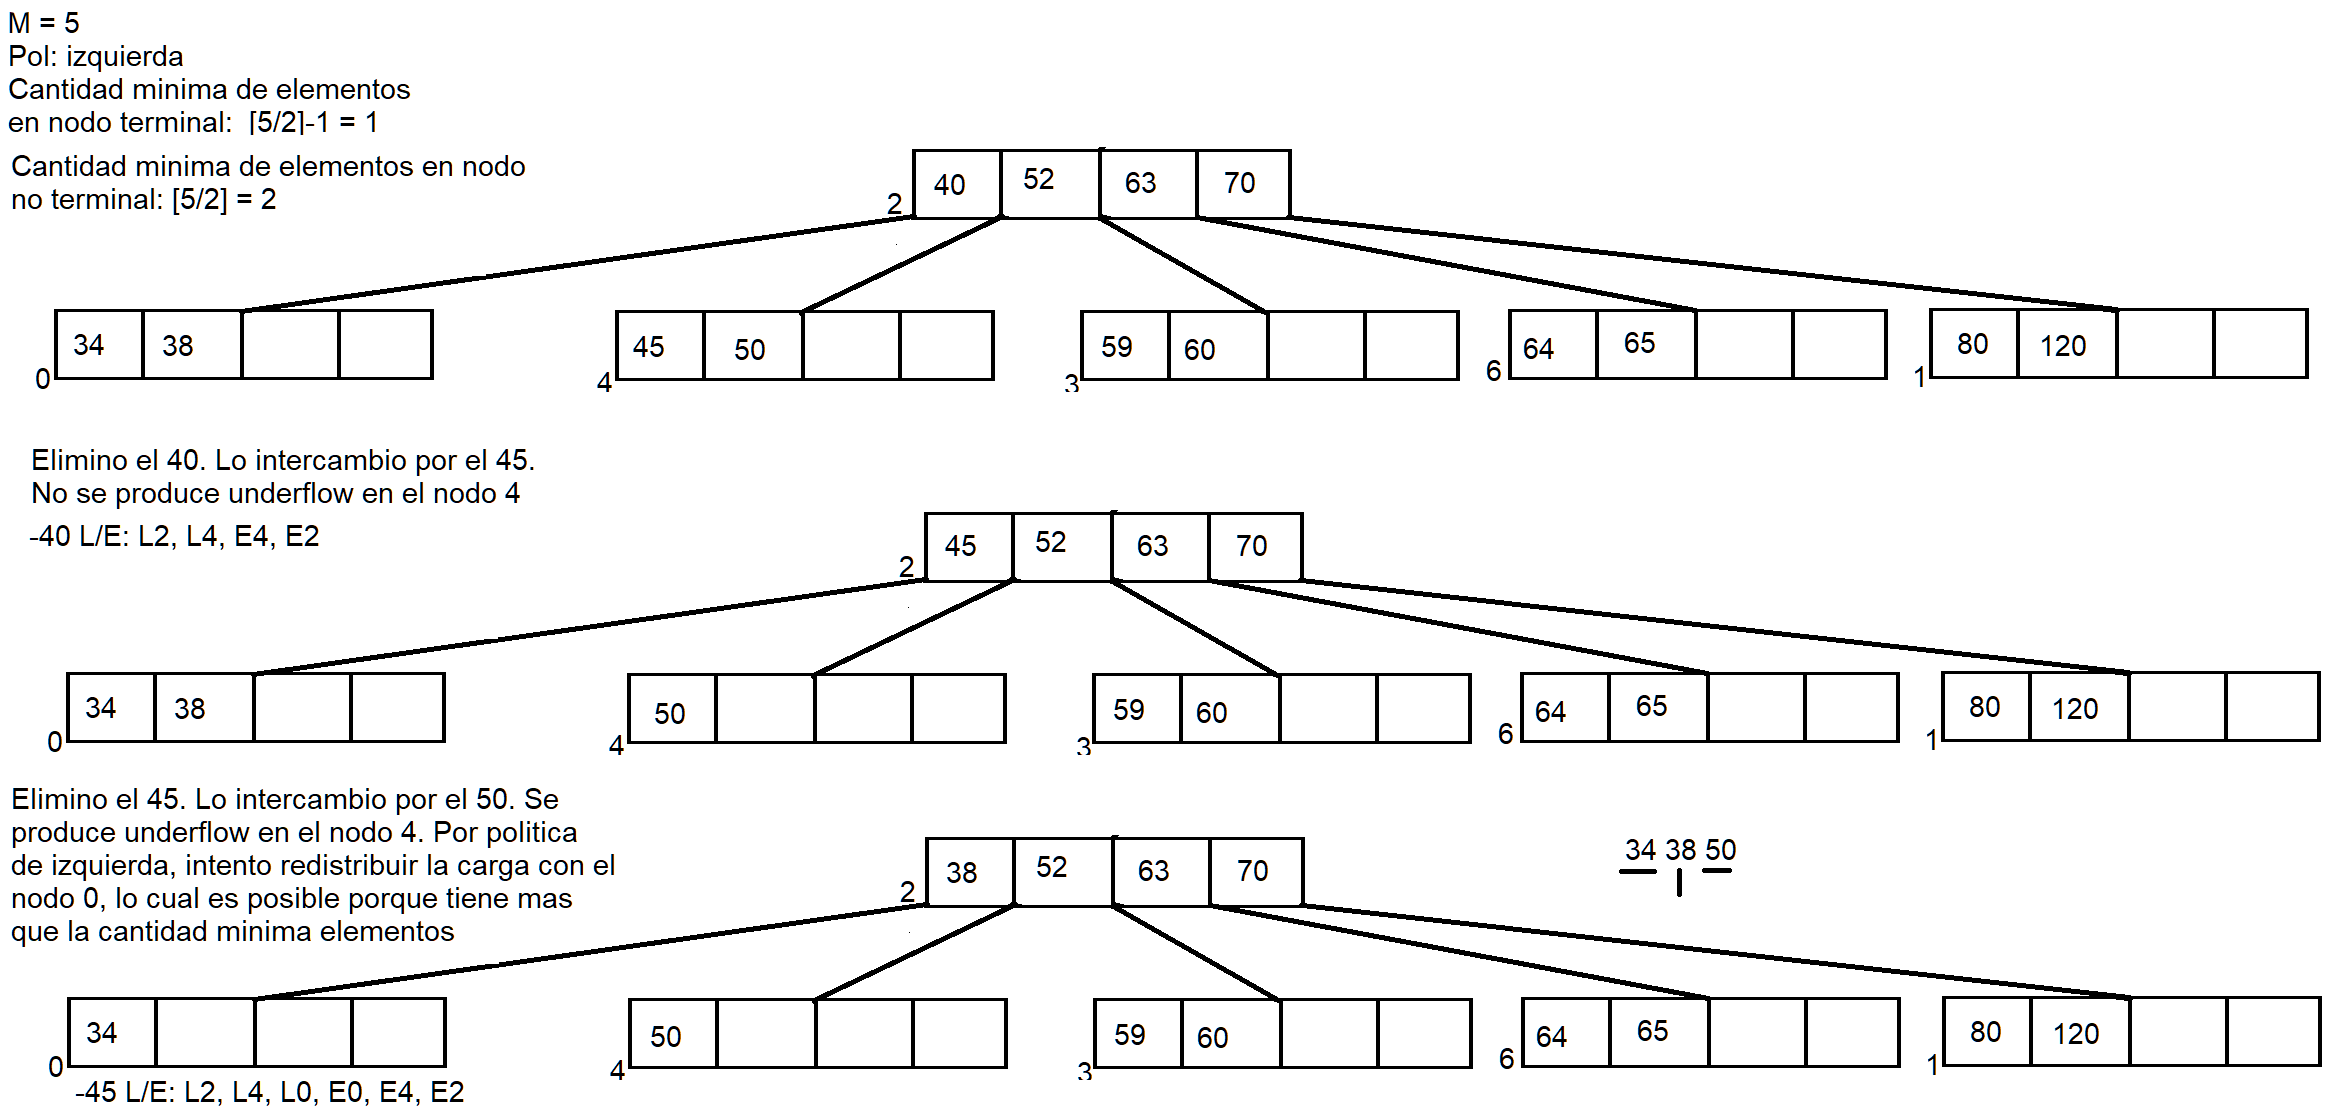 M = 5
Pol: izquierda
Cantidad minima de elementos
en nodo terminal: [5/2]-1 = 1
Cantidad minima de elementos en nodo
no terminal: [5/2] = 2
2 40 52 63 70
0 34 38
4 45 50
3 59 60
6 64 65
1 80 120
Elimino el 40. Lo intercambio por el 45.
No se produce underflow en el nodo 4
-40 L/E: L2, L4, E4, E2
2 45 52 63 70
0 34 38
4 50
3 59 60
6 64 65
1 80 120
Elimino el 45. Lo intercambio por el 50. Se
produce underflow en el nodo 4. Por politica
de izquierda, intento redistribuir la carga con el
nodo 0, lo cual es posible porque tiene mas
que la cantidad minima elementos
34 38 50
2 38 52 63 70
0 34
4 50
3 59 60
6 64 65
1 80 120
-45 L/E: L2, L4, L0, E0, E4, E2